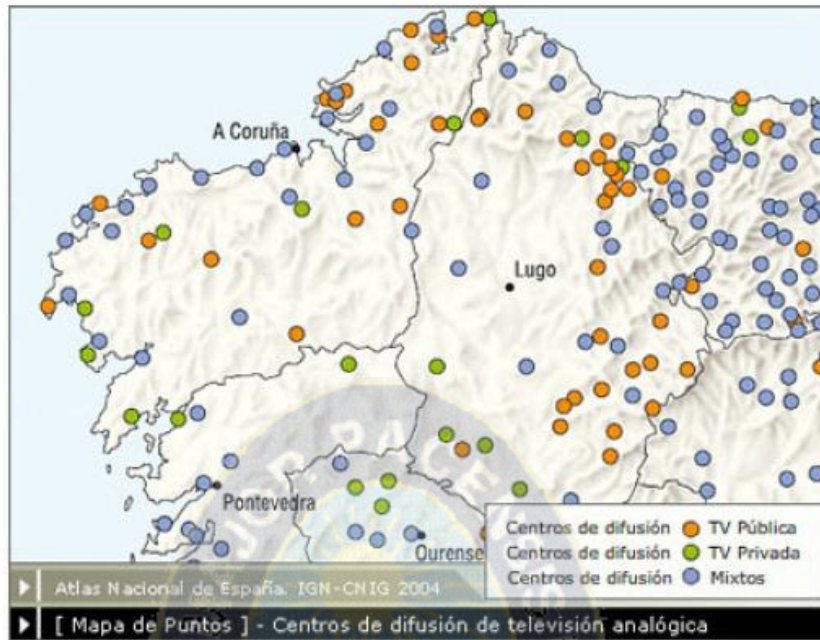 A Coruña
Lugo
Pontevedra
Ourense
Centros de difusión TV Pública
Centros de difusión TV Privada
Centros de difusión Mixtos
Atlas Nacional de España. IGN-CNIG 2004
[ Mapa de Puntos ] - Centros de difusión de televisión analógica